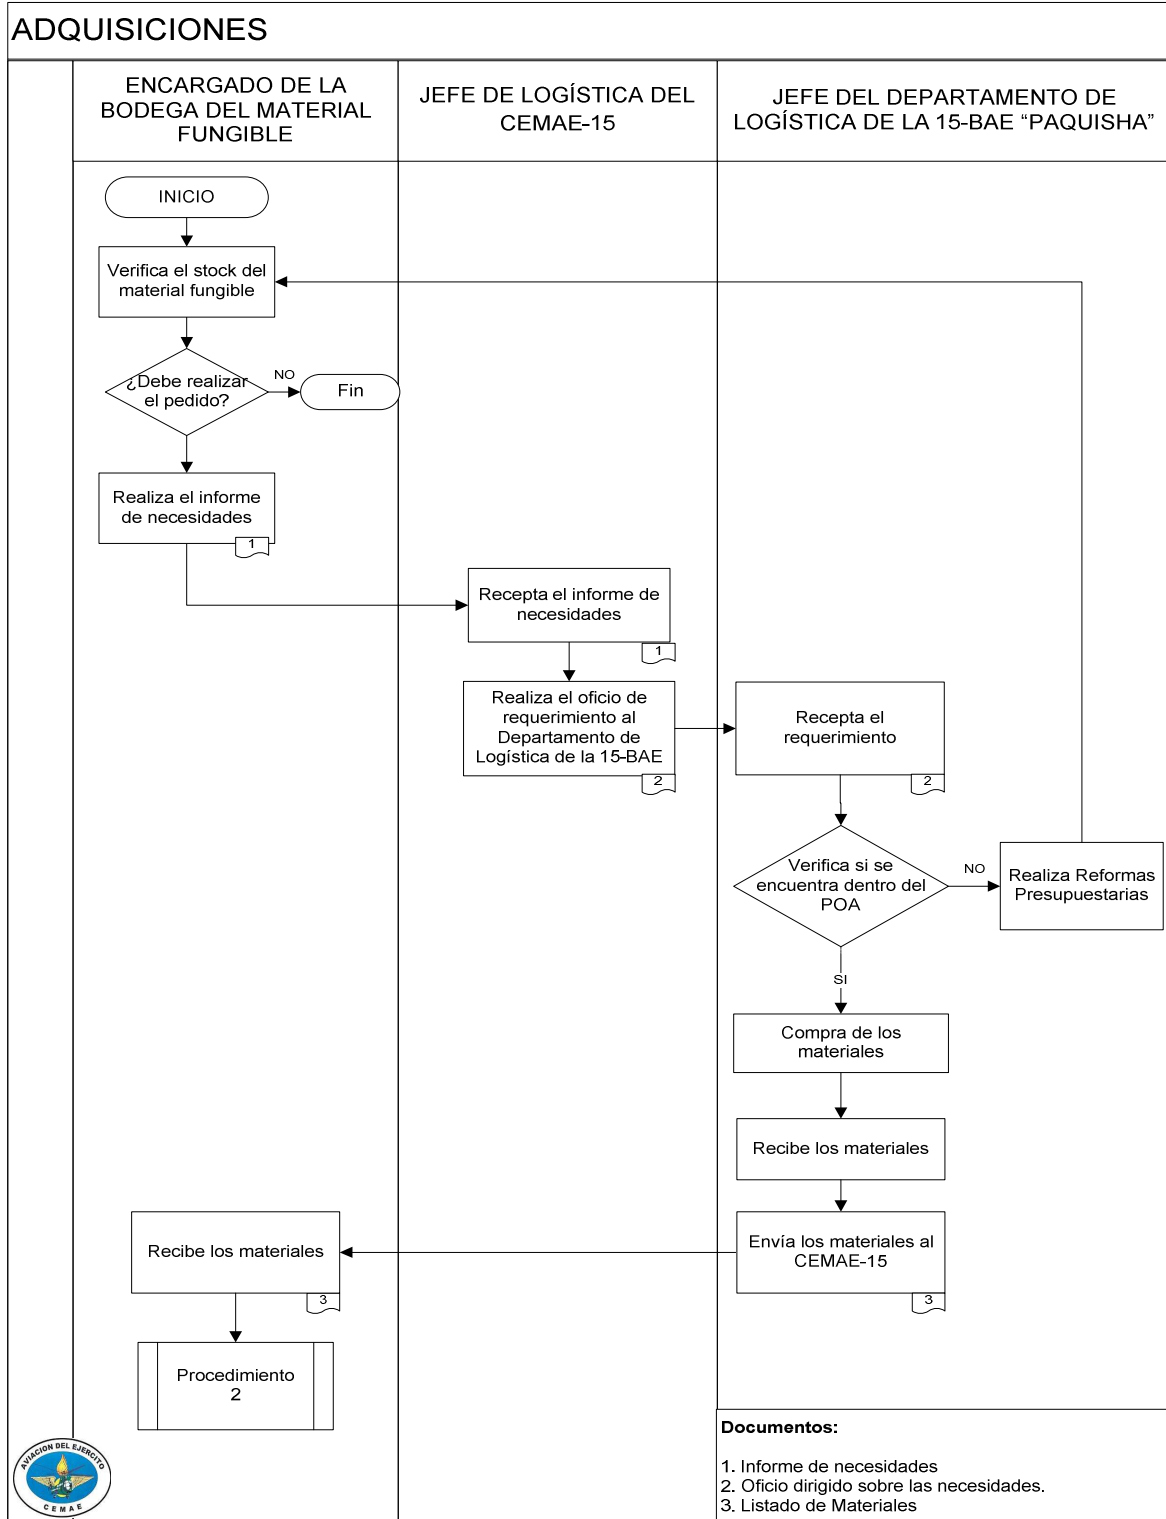 ADQUISICIONES
ENCARGADO DE LA
BODEGA DEL MATERIAL
FUNGIBLE
JEFE DE LOGÍSTICA DEL
CEMAE-15
JEFE DEL DEPARTAMENTO DE
LOGÍSTICA DE LA 15-BAE “PAQUISHA”
INICIO
Verifica el stock del
material fungible
¿Debe realizar
el pedido?
NO
Fin
Realiza el informe
de necesidades
1
Recepta el informe de
necesidades
1
Realiza el oficio de
requerimiento al
Departamento de
Logística de la 15-BAE
2
Recepta el
requerimiento
2
Verifica si se
encuentra dentro del
POA
NO
Realiza Reformas
Presupuestarias
SI
Compra de los
materiales
Recibe los materiales
Envía los materiales al
CEMAE-15
3
Recibe los materiales
3
Procedimiento
2
Documentos:
1. Informe de necesidades
2. Oficio dirigido sobre las necesidades.
3. Listado de Materiales
AVIACION DEL EJERCITO
CEMAE